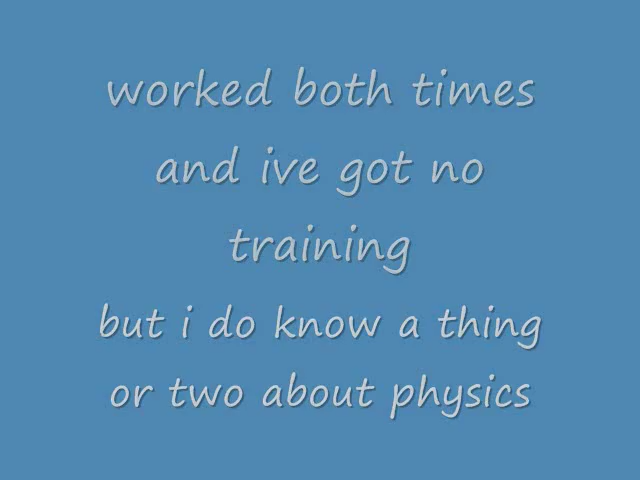 worked both times
and ive got no
training
but i do know a thing
or two about physics